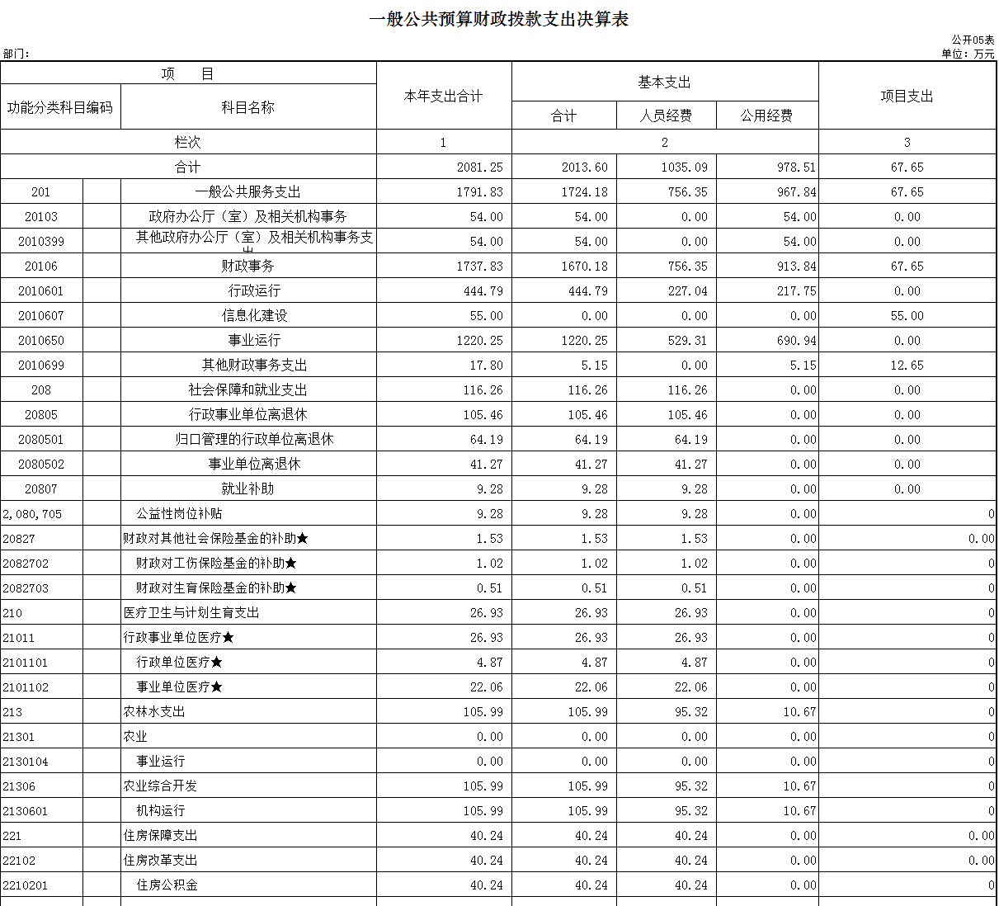 一般公共预算财政拨款支出决算表
公开05表
部门： 单位：万元
项 目 本年支出合计 基本支出 项目支出
功能分类科目编码 科目名称 合计 人员经费 公用经费
栏次 1 2 3
合计 2081.25 2013.60 1035.09 978.51 67.65
201 一般公共服务支出 1791.83 1724.18 756.35 967.84 67.65
20103 政府办公厅（室）及相关机构事务 54.00 54.00 0.00 54.00 0.00
2010399 其他政府办公厅（室）及相关机构事务支出 54.00 54.00 0.00 54.00 0.00
20106 财政事务 1737.83 1670.18 756.35 913.84 67.65
2010601 行政运行 444.79 444.79 227.04 217.75 0.00
2010607 信息化建设 55.00 0.00 0.00 0.00 55.00
2010650 事业运行 1220.25 1220.25 529.31 690.94 0.00
2010699 其他财政事务支出 17.80 5.15 0.00 5.15 12.65
208 社会保障和就业支出 116.26 116.26 116.26 0.00 0.00
20805 行政事业单位离退休 105.46 105.46 105.46 0.00 0.00
2080501 归口管理的行政单位离退休 64.19 64.19 64.19 0.00 0.00
2080502 事业单位离退休 41.27 41.27 41.27 0.00 0.00
20807 就业补助 9.28 9.28 9.28 0.00 0.00
2,080,705 公益性岗位补贴 9.28 9.28 9.28 0.00 0
20827 财政对其他社会保险基金的补助★ 1.53 1.53 1.53 0.00 0.00
2082702 财政对工伤保险基金的补助★ 1.02 1.02 1.02 0.00 0
2082703 财政对生育保险基金的补助★ 0.51 0.51 0.51 0.00 0
210 医疗卫生与计划生育支出 26.93 26.93 26.93 0.00 0
21011 行政事业单位医疗★ 26.93 26.93 26.93 0.00 0
2101101 行政单位医疗★ 4.87 4.87 4.87 0.00 0
2101102 事业单位医疗★ 22.06 22.06 22.06 0.00 0
213 农林水支出 105.99 105.99 95.32 10.67 0
21301 农业 0.00 0.00 0.00 0.00 0
2130104 事业运行 0.00 0.00 0.00 0.00 0
21306 农业综合开发 105.99 105.99 95.32 10.67 0
2130601 机构运行 105.99 105.99 95.32 10.67 0
221 住房保障支出 40.24 40.24 40.24 0.00 0.00
22102 住房改革支出 40.24 40.24 40.24 0.00 0.00
2210201 住房公积金 40.24 40.24 40.24 0.00 0